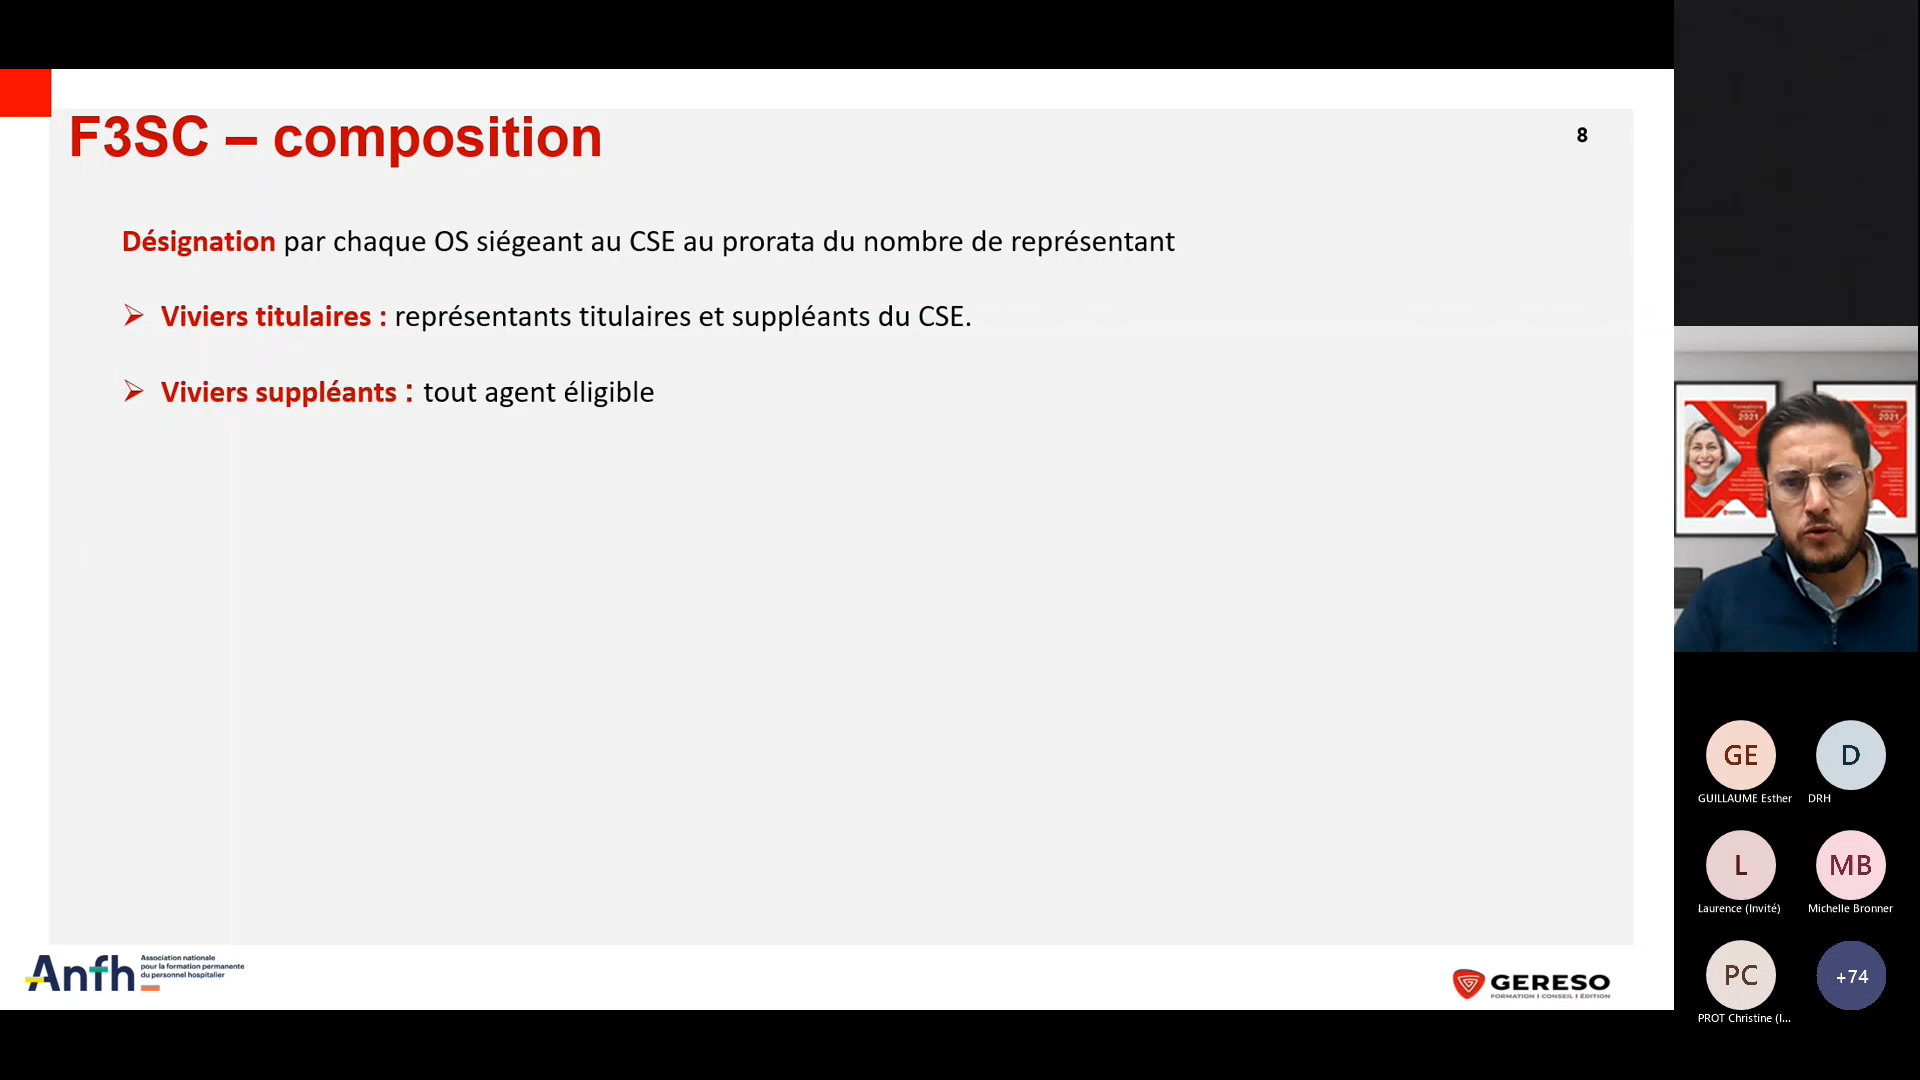 F3SC – composition
8
Désignation par chaque OS siégeant au CSE au prorata du nombre de représentant
➢ Viviers titulaires : représentants titulaires et suppléants du CSE.
➢ Viviers suppléants : tout agent éligible
Anfh
Association nationale
pour la formation permanente
du personnel hospitalier
GERESO
FORMATION I CONSEIL I ÉDITION
2021
2021
GE
GUILLAUME Esther
D
DRH
L
Laurence (Invité)
MB
Michelle Bronner
PC
PROT Christine (I...
+74